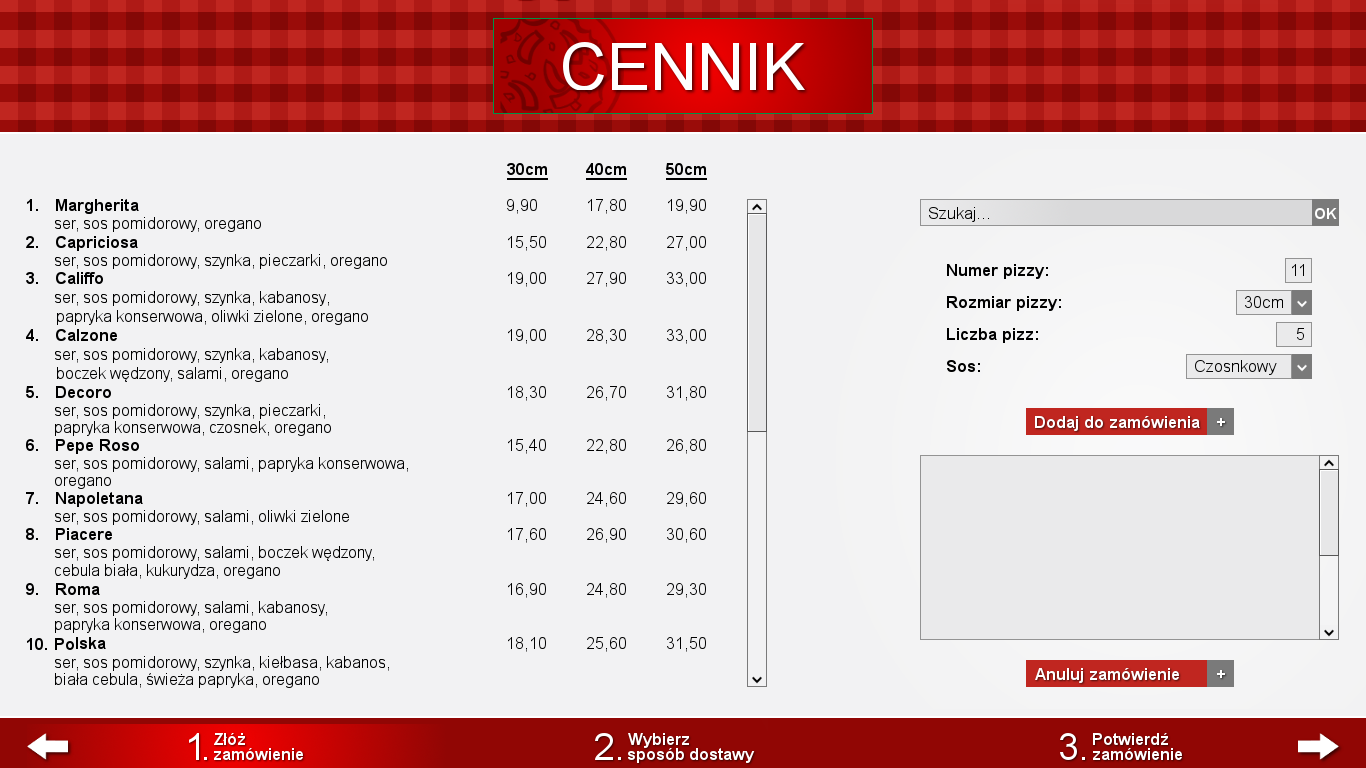 CENNIK
30cm 40cm 50cm
1. Margherita 9,90 17,80 19,90
ser, sos pomidorowy, oregano
2. Capriciosa 15,50 22,80 27,00
ser, sos pomidorowy, szynka, pieczarki, oregano
3. Califfo 19,00 27,90 33,00
ser, sos pomidorowy, szynka, kabanosy,
papryka konserwowa, oliwki zielone, oregano
4. Calzone 19,00 28,30 33,00
ser, sos pomidorowy, szynka, kabanosy,
boczek wędzony, salami, oregano
5. Decoro 18,30 26,70 31,80
ser, sos pomidorowy, szynka, pieczarki,
papryka konserwowa, czosnek, oregano
6. Pepe Roso 15,40 22,80 26,80
ser, sos pomidorowy, salami, papryka konserwowa,
oregano
7. Napoletana 17,00 24,60 29,60
ser, sos pomidorowy, salami, oliwki zielone
8. Piacere 17,60 26,90 30,60
ser, sos pomidorowy, salami, boczek wędzony,
cebula biała, kukurydza, oregano
9. Roma 16,90 24,80 29,30
ser, sos pomidorowy, salami, kabanosy,
papryka konserwowa, oregano
10. Polska 18,10 25,60 31,50
ser, sos pomidorowy, szynka, kiełbasa, kabanos,
biała cebula, świeża papryka, oregano
Szukaj... OK
Numer pizzy: 11
Rozmiar pizzy: 30cm
Liczba pizz: 5
Sos: Czosnkowy
Dodaj do zamówienia +
Anuluj zamówienie +
1. Złóż
zamówienie
2. Wybierz
sposób dostawy
3. Potwierdź
zamówienie